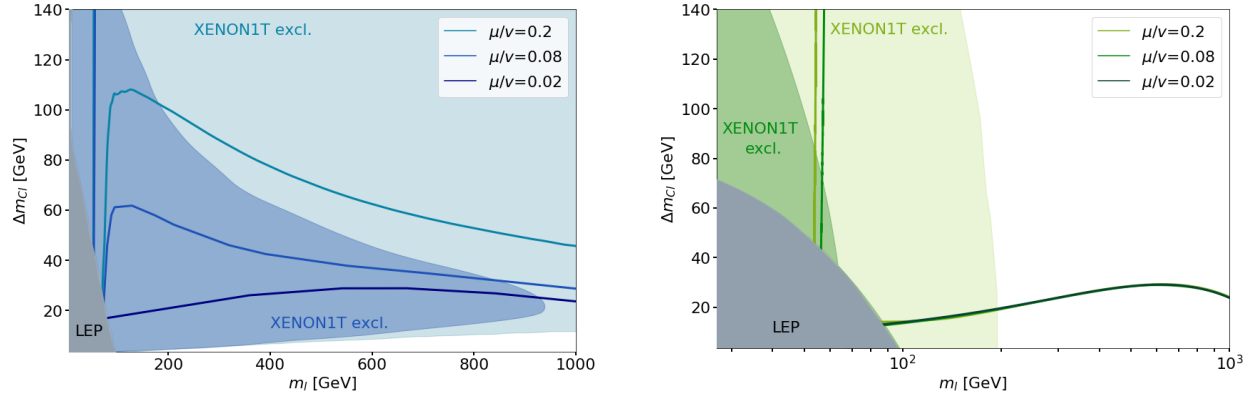 XENON1T excl.
μ/v=0.2
μ/v=0.08
μ/v=0.02
140
120
100
80
60
40
20
Δm_CI [GeV]
LEP
XENON1T excl.
200
400
600
800
1000
m_I [GeV]
XENON1T excl.
μ/v=0.2
μ/v=0.08
μ/v=0.02
140
120
100
80
60
40
20
Δm_CI [GeV]
XENON1T
excl.
LEP
10²
10³
m_I [GeV]